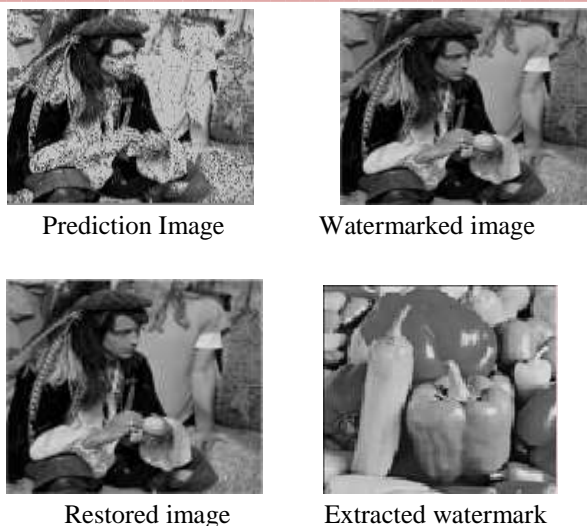 Prediction Image
Watermarked image
Restored image
Extracted watermark